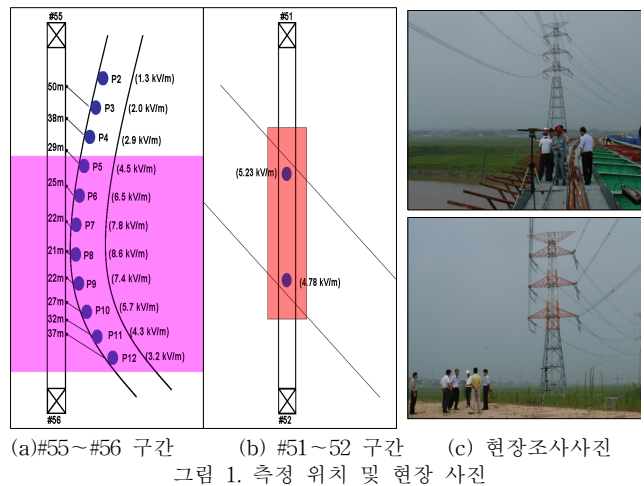 #55
50m
38m
29m
25m
22m
21m
22m
27m
32m
37m
#56
P2 (1.3 kV/m)
P3 (2.0 kV/m)
P4 (2.9 kV/m)
P5 (4.5 kV/m)
P6 (6.5 kV/m)
P7 (7.8 kV/m)
P8 (8.6 kV/m)
P9 (7.4 kV/m)
P10 (5.7 kV/m)
P11 (4.3 kV/m)
P12 (3.2 kV/m)
#51
(5.23 kV/m)
(4.78 kV/m)
#52
(a)#55~#56 구간 (b) #51~52 구간 (c) 현장조사사진
그림 1. 측정 위치 및 현장 사진